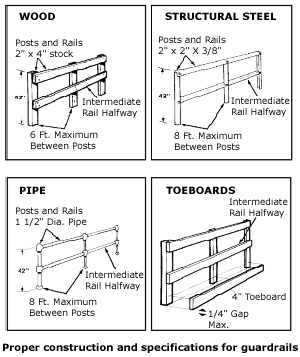 WOOD
Posts and Rails
2" x 4" stock
42"
Intermediate
Rail Halfway
6 Ft. Maximum
Between Posts
STRUCTURAL STEEL
Posts and Rails
2" x 2" X 3/8"
42"
Intermediate
Rail Halfway
8 Ft. Maximum
Between Posts
PIPE
Posts and Rails
1 1/2" Dia. Pipe
42"
Intermediate
Rail Halfway
8 Ft. Maximum
Between Posts
TOEBOARDS
Intermediate
Rail Halfway
4" Toeboard
1/4" Gap
Max.
Proper construction and specifications for guardrails